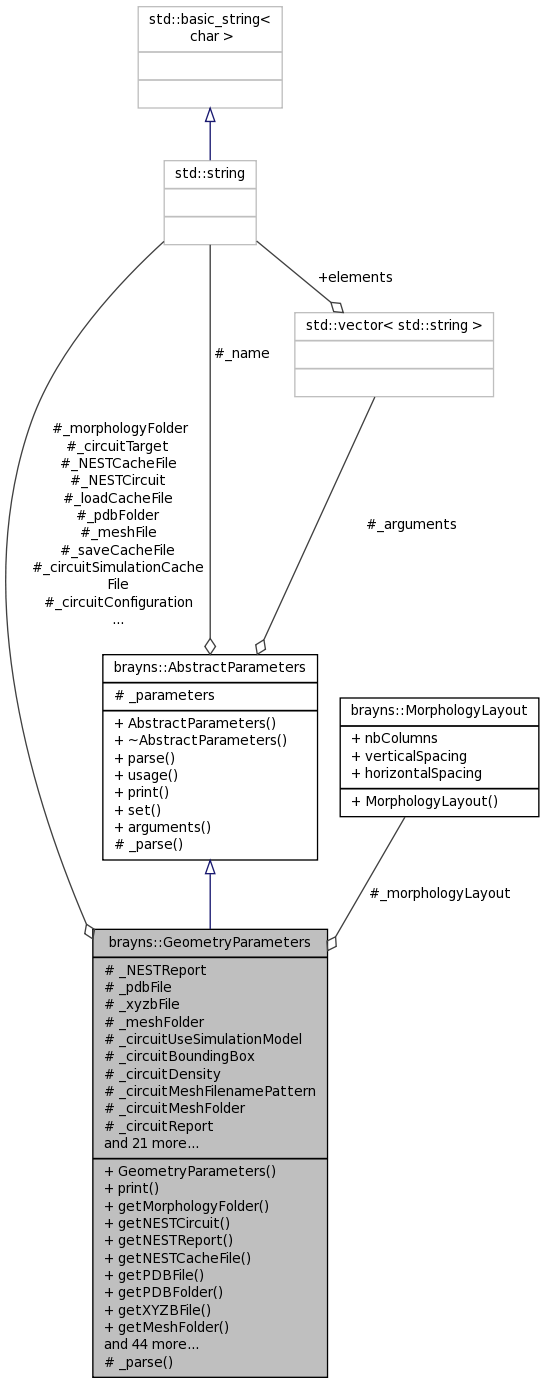 std::basic_string<
char >
std::string
+elements
std::vector< std::string >
#_name
#_morphologyFolder
#_circuitTarget
#_NESTCacheFile
#_NESTCircuit
#_loadCacheFile
#_pdbFolder
#_meshFile
#_saveCacheFile
#_circuitSimulationCache
File
#_circuitConfiguration
...
#_arguments
brayns::AbstractParameters
# _parameters
+ AbstractParameters()
+ ~AbstractParameters()
+ parse()
+ usage()
+ print()
+ set()
+ arguments()
# _parse()
brayns::MorphologyLayout
+ nbColumns
+ verticalSpacing
+ horizontalSpacing
+ MorphologyLayout()
#_morphologyLayout
brayns::GeometryParameters
# _NESTReport
# _pdbFile
# _xyzbFile
# _meshFolder
# _circuitUseSimulationModel
# _circuitBoundingBox
# _circuitDensity
# _circuitMeshFilenamePattern
# _circuitMeshFolder
# _circuitReport
and 21 more...
+ GeometryParameters()
+ print()
+ getMorphologyFolder()
+ getNESTCircuit()
+ getNESTReport()
+ getNESTCacheFile()
+ getPDBFile()
+ getPDBFolder()
+ getXYZBFile()
+ getMeshFolder()
and 44 more...
# _parse()